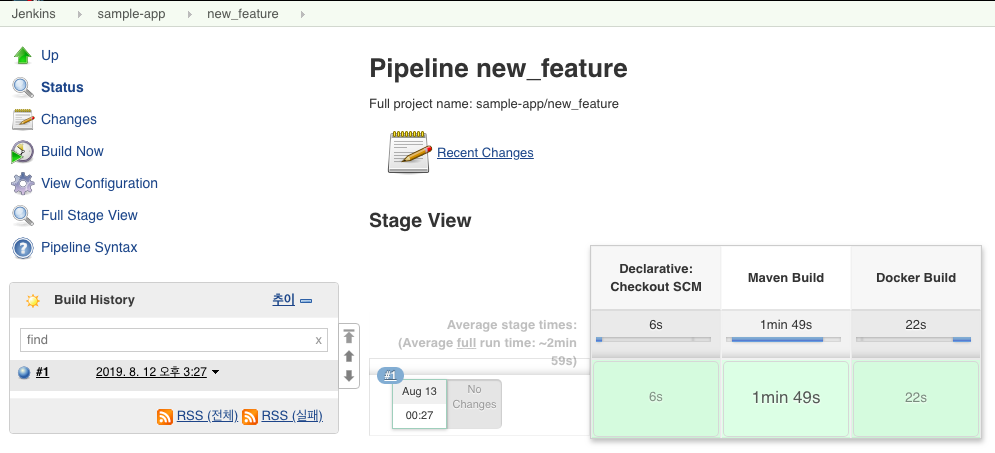 Jenkins sample-app new_feature
Up
Status
Changes
Build Now
View Configuration
Full Stage View
Pipeline Syntax
Build History 추이
find x
#1 2019. 8. 12 오후 3:27
RSS (전체) RSS (실패)
Pipeline new_feature
Full project name: sample-app/new_feature
Recent Changes
Stage View
Declarative:
Checkout SCM
Maven Build
Docker Build
Average stage times:
(Average full run time: ~2min
59s)
6s 1min 49s 22s
#1
Aug 13
00:27
No
Changes
6s 1min 49s 22s